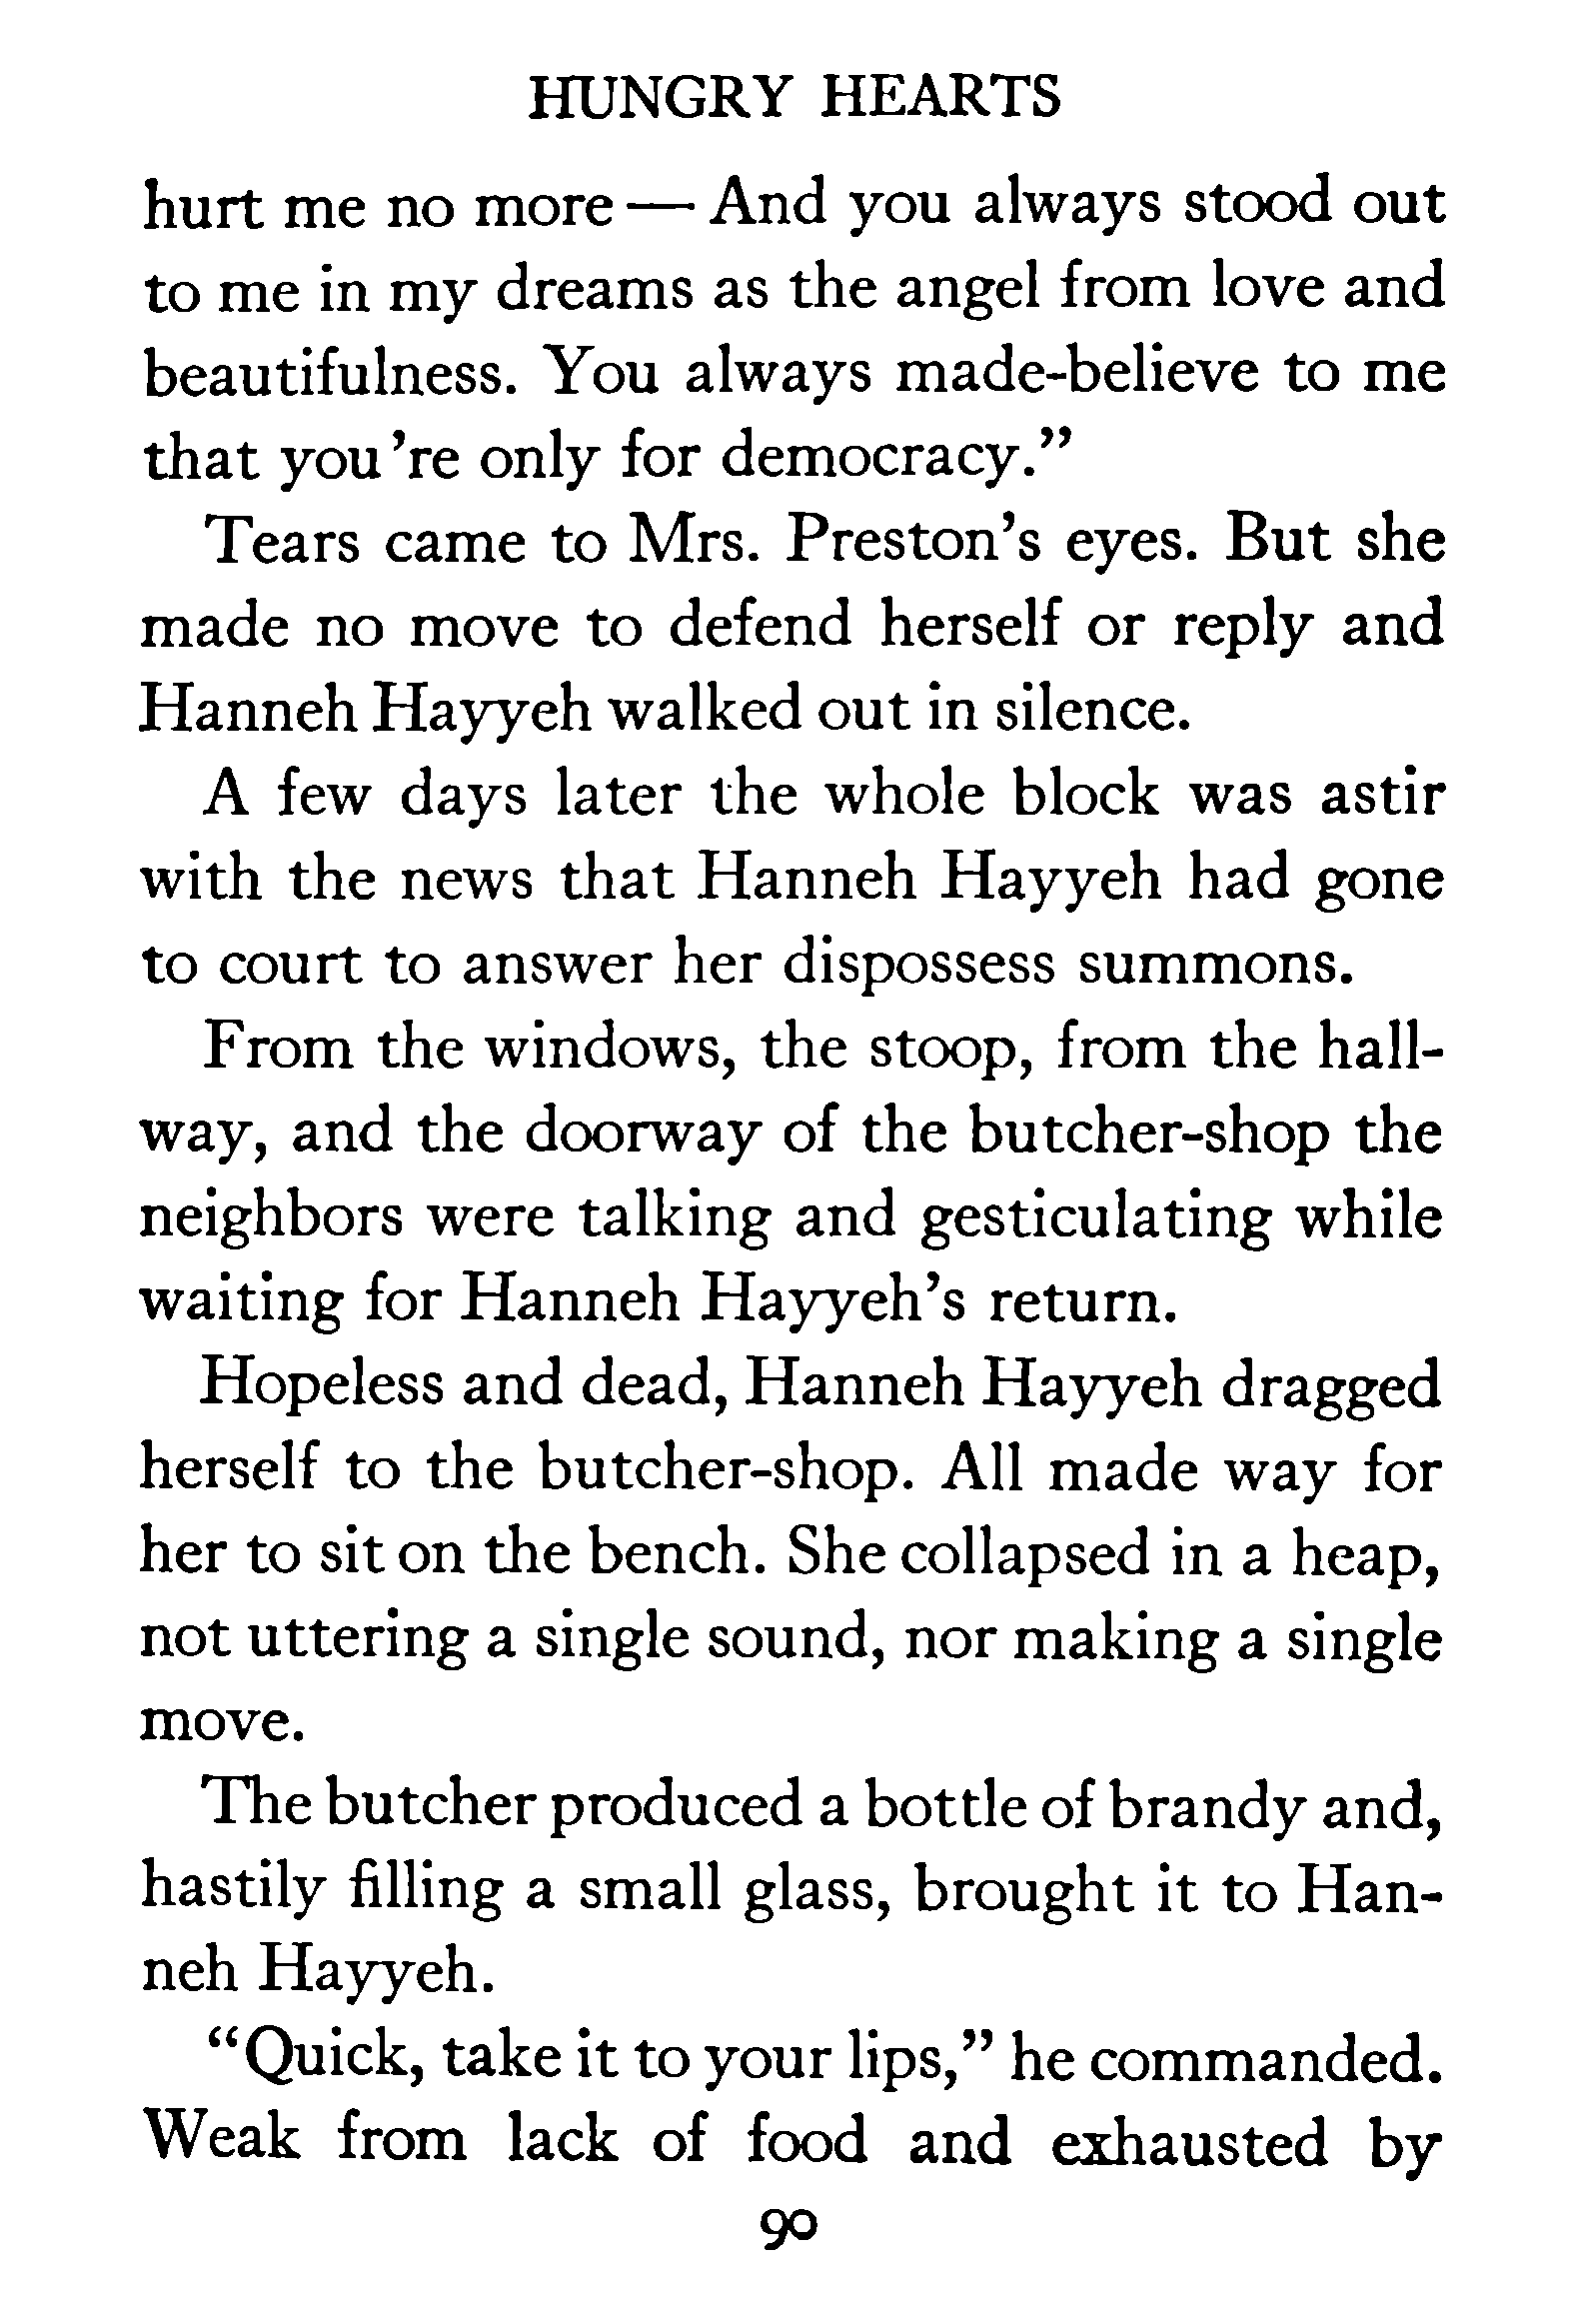 HUNGRY HEARTS
hurt me no more — And you always stood out
to me in my dreams as the angel from love and
beautifulness. You always made-believe to me
that you're only for democracy.”
Tears came to Mrs. Preston's eyes. But she
made no move to defend herself or reply and
Hanneh Hayyeh walked out in silence.
A few days later the whole block was astir
with the news that Hanneh Hayyeh had gone
to court to answer her dispossess summons.
From the windows, the stoop, from the hall-
way, and the doorway of the butcher-shop the
neighbors were talking and gesticulating while
waiting for Hanneh Hayyeh's return.
Hopeless and dead, Hanneh Hayyeh dragged
herself to the butcher-shop. All made way for
her to sit on the bench. She collapsed in a heap,
not uttering a single sound, nor making a single
move.
The butcher produced a bottle of brandy and,
hastily filling a small glass, brought it to Han-
neh Hayyeh.
“Quick, take it to your lips,” he commanded.
Weak from lack of food and exhausted by
90